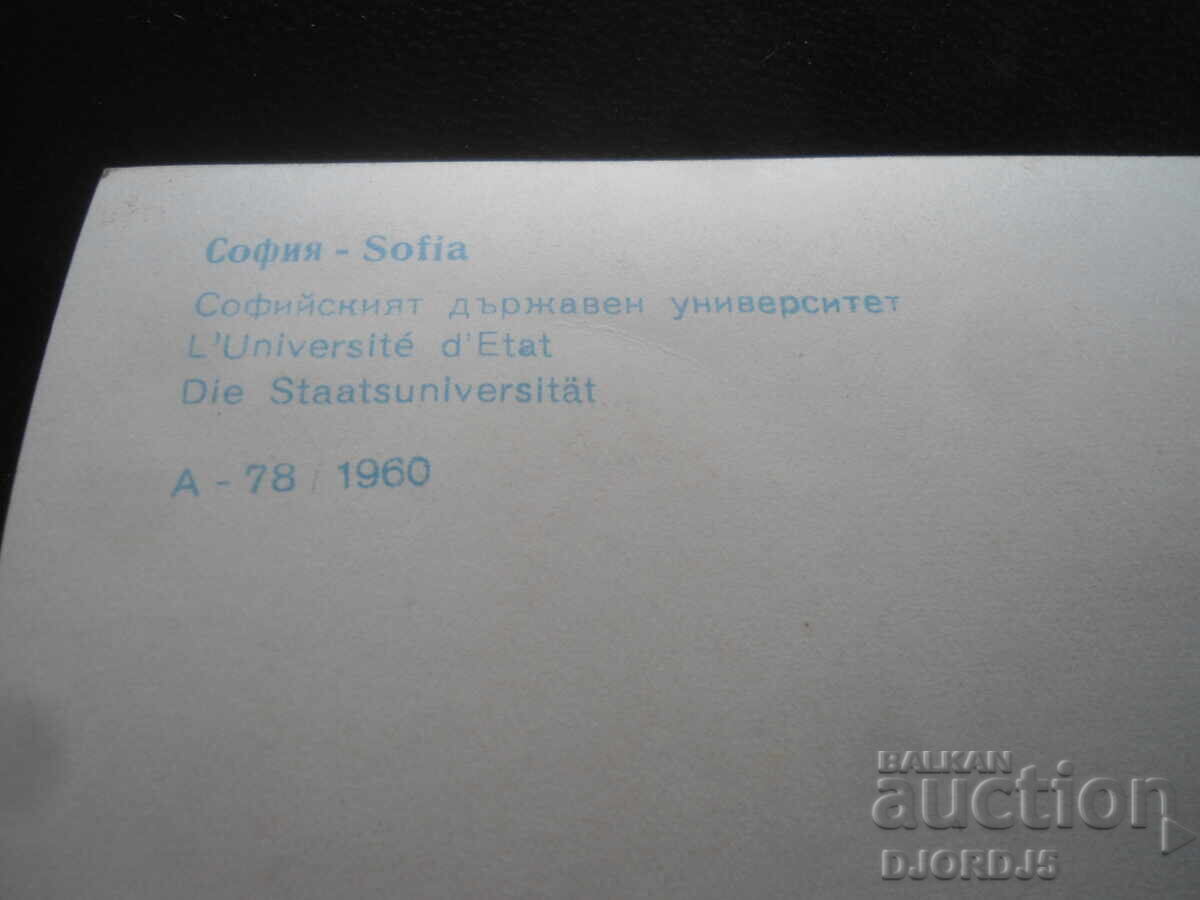 София - Sofia
Софийският държавен университет
L'Université d'Etat
Die Staatsuniversität
А - 78 / 1960
BALKAN
auction
DJORDJ5